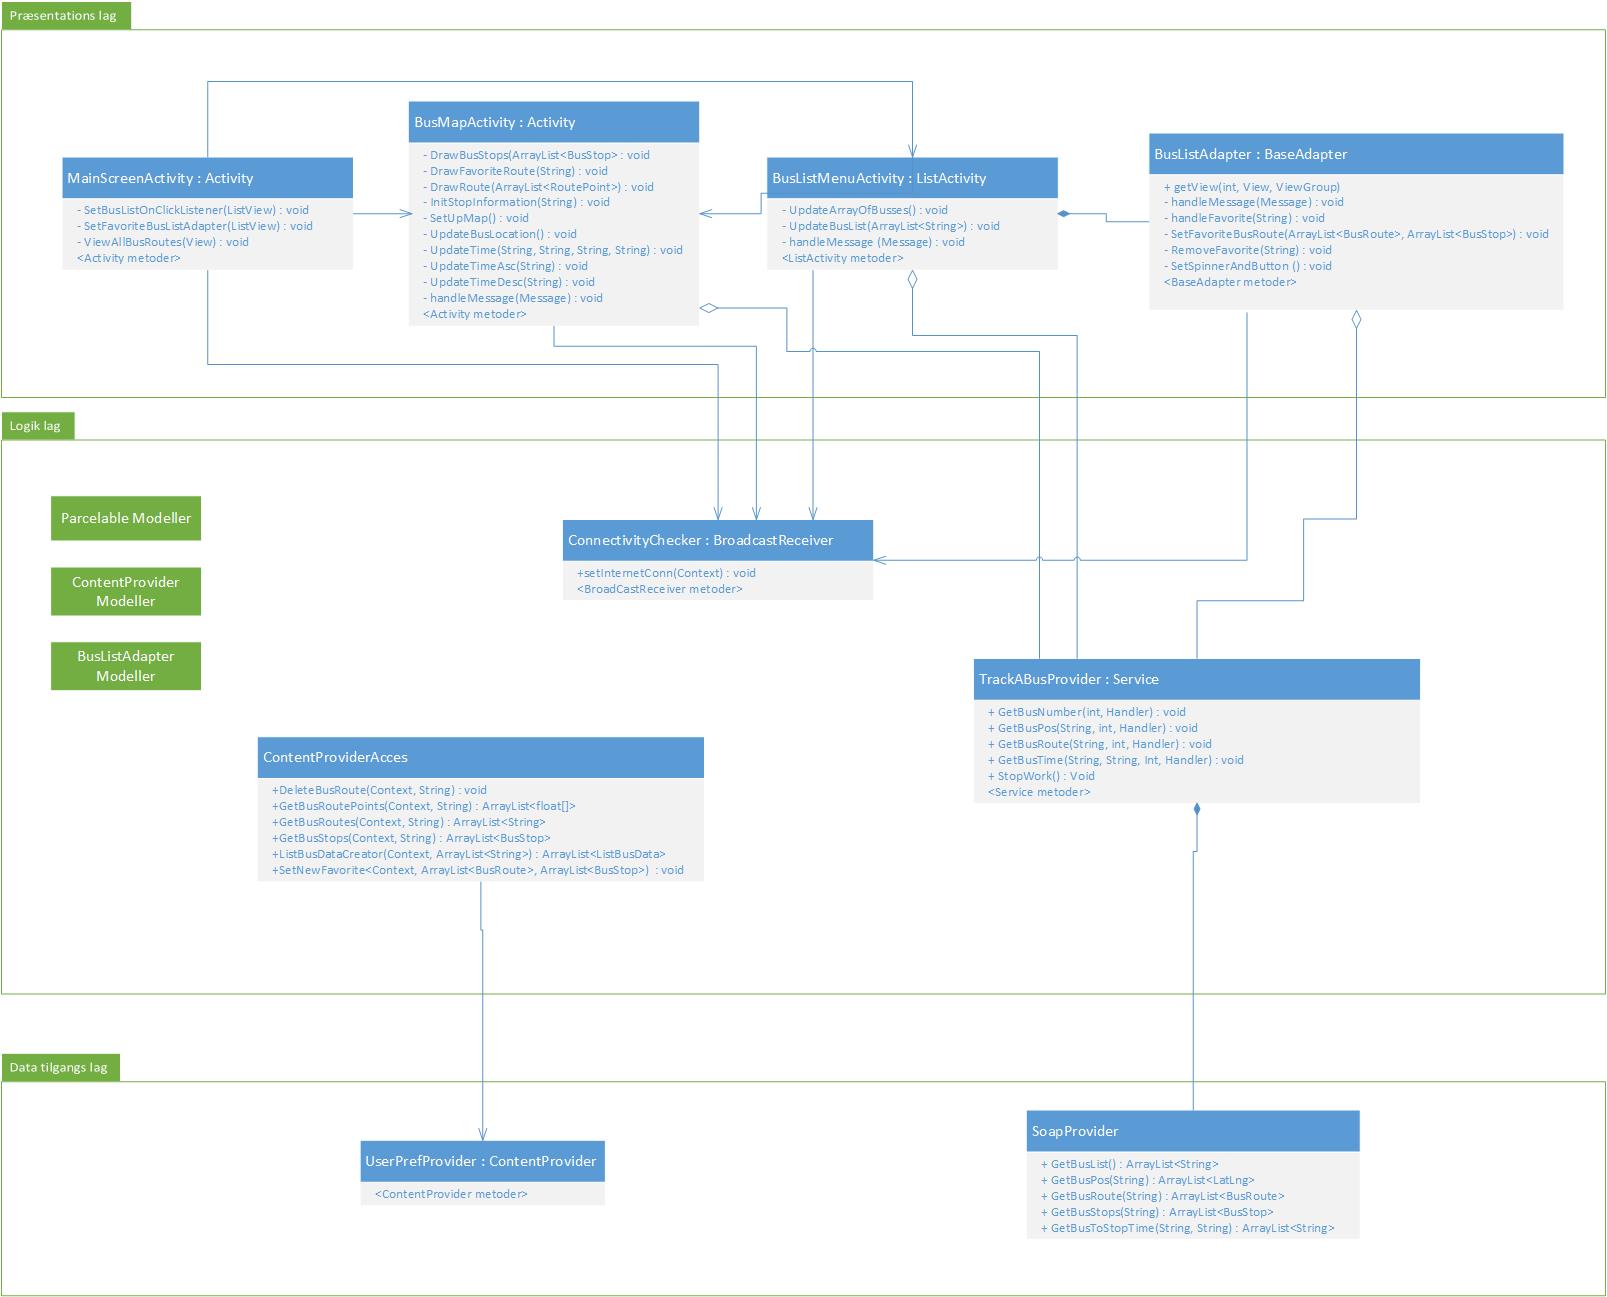 Præsentations lag
BusMapActivity : Activity
- DrawBusStops(ArrayList<BusStop> : void
- DrawFavoriteRoute(String) : void
- DrawRoute(ArrayList<RoutePoint>) : void
- InitStopInformation(String) : void
- SetUpMap() : void
- UpdateBusLocation() : void
- UpdateTime(String, String, String, String) : void
- UpdateTimeAsc(String) : void
- UpdateTimeDesc(String) : void
- handleMessage(Message) : void
<Activity metoder>
MainScreenActivity : Activity
- SetBusListOnClickListener(ListView) : void
- SetFavoriteBusListAdapter(ListView) : void
- ViewAllBusRoutes(View) : void
<Activity metoder>
BusListMenuActivity : ListActivity
- UpdateArrayOfBusses() : void
- UpdateBusList(ArrayList<String>) : void
- handleMessage (Message) : void
<ListActivity metoder>
BusListAdapter : BaseAdapter
+ getView(int, View, ViewGroup)
- handleMessage(Message) : void
- handleFavorite(String) : void
- SetFavoriteBusRoute(ArrayList<BusRoute>, ArrayList<BusStop>) : void
- RemoveFavorite(String) : void
- SetSpinnerAndButton () : void
<BaseAdapter metoder>
Logik lag
Parcelable Modeller
ContentProvider
Modeller
BusListAdapter
Modeller
ConnectivityChecker : BroadcastReceiver
+setInternetConn(Context) : void
<BroadCastReceiver metoder>
TrackABusProvider : Service
+ GetBusNumber(int, Handler) : void
+ GetBusPos(String, int, Handler) : void
+ GetBusRoute(String, int, Handler) : void
+ GetBusTime(String, String, Int, Handler) : void
+ StopWork() : Void
<Service metoder>
ContentProviderAcces
+DeleteBusRoute(Context, String) : void
+GetBusRoutePoints(Context, String) : ArrayList<float[]>
+GetBusRoutes(Context, String) : ArrayList<String>
+GetBusStops(Context, String) : ArrayList<BusStop>
+ListBusDataCreator(Context, ArrayList<String>) : ArrayList<ListBusData>
+SetNewFavorite<Context, ArrayList<BusRoute>, ArrayList<BusStop>) : void
Data tilgangs lag
UserPrefProvider : ContentProvider
<ContentProvider metoder>
SoapProvider
+ GetBusList() : ArrayList<String>
+ GetBusPos(String) : ArrayList<LatLng>
+ GetBusRoute(String) : ArrayList<BusRoute>
+ GetBusStops(String) : ArrayList<BusStop>
+ GetBusToStopTime(String, String) : ArrayList<String>